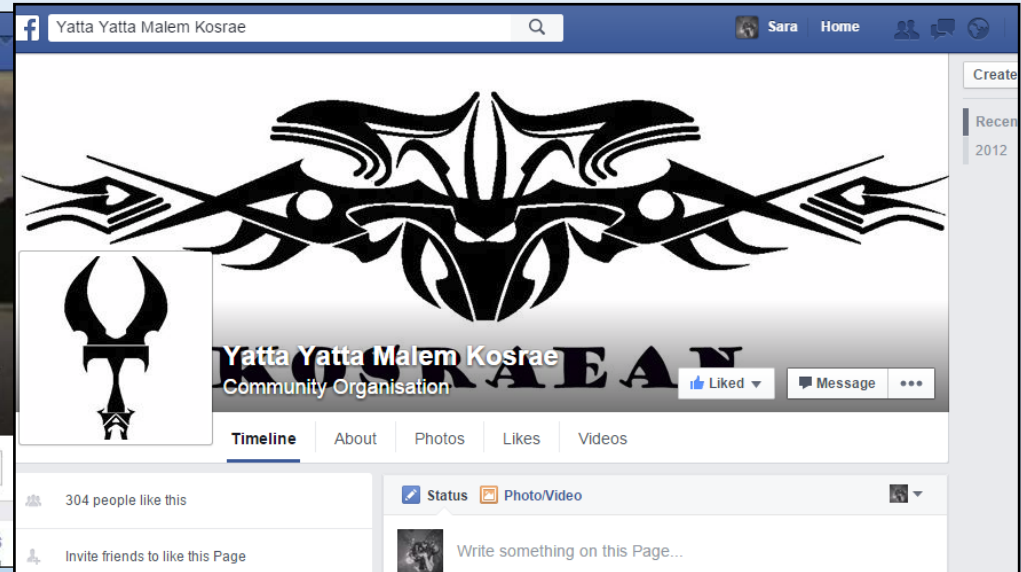 f Yatta Yatta Malem Kosrae Sara Home
Create
Recen
2012
KOSRAEAN
Yatta Yatta Malem Kosrae
Community Organisation
Liked Message
Timeline About Photos Likes Videos
304 people like this
Status Photo/Video
Invite friends to like this Page
Write something on this Page...